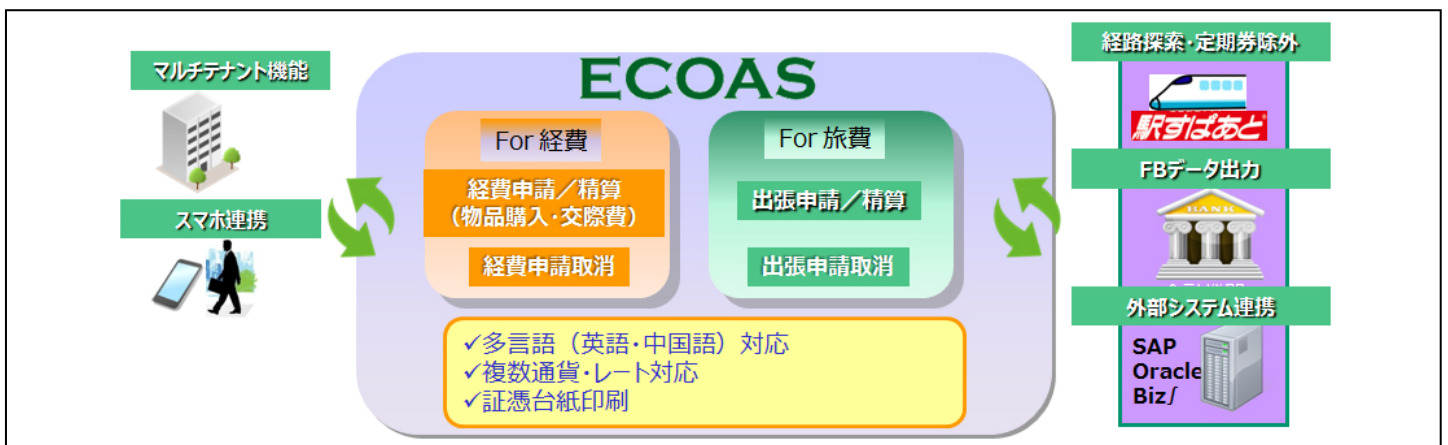 マルチテナント機能
スマホ連携
ECOAS
For 経費
経費申請／精算
（物品購入・交際費）
経費申請取消
For 旅費
出張申請／精算
出張申請取消
✓多言語（英語・中国語）対応
✓複数通貨・レート対応
✓証憑台紙印刷
経路探索・定期券除外
駅すぱあと
FBデータ出力
BANK
外部システム連携
SAP
Oracle
Biz∫